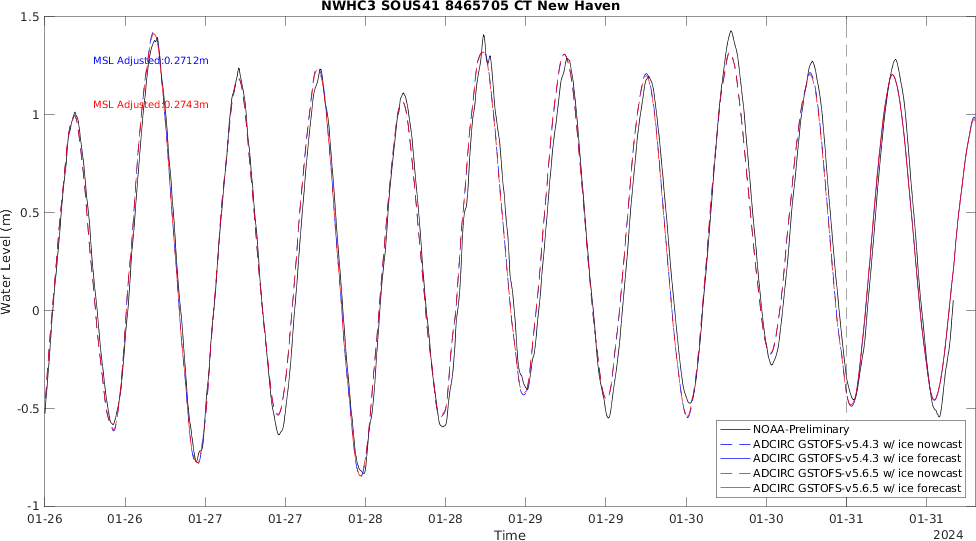 NWHC3 SOUS41 8465705 CT New Haven
1.5
MSL Adjusted:0.2712m
MSL Adjusted:0.2743m
1
0.5
Water Level (m)
0
-0.5
-1
NOAA-Preliminary
ADCIRC GSTOFS-v5.4.3 w/ ice nowcast
ADCIRC GSTOFS-v5.4.3 w/ ice forecast
ADCIRC GSTOFS-v5.6.5 w/ ice nowcast
ADCIRC GSTOFS-v5.6.5 w/ ice forecast
01-26 01-26 01-27 01-27 01-28 01-28 01-29 01-29 01-30 01-30 01-31 01-31
2024
Time